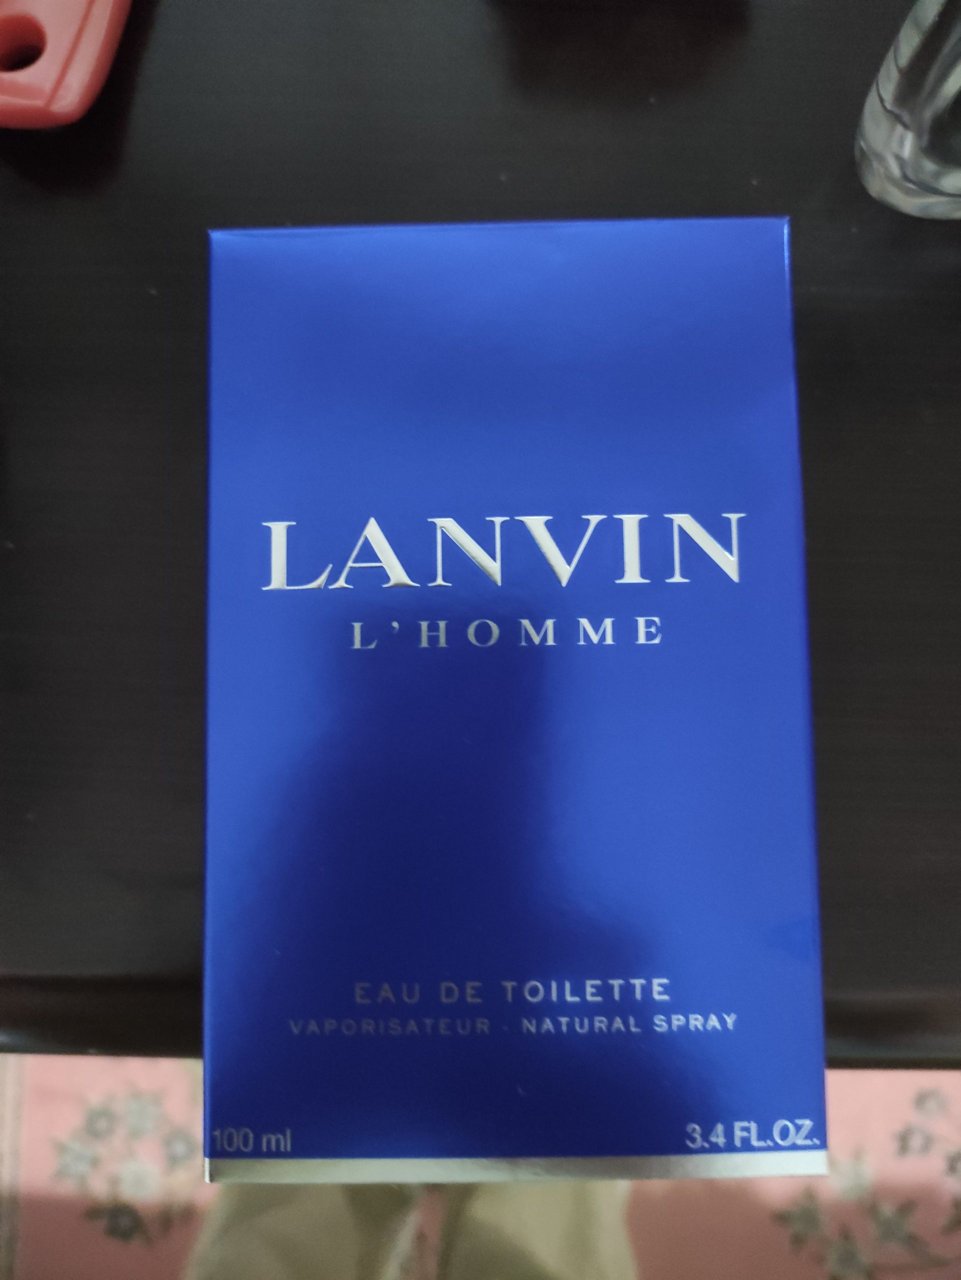 LANVIN
L'HOMME
EAU DE TOILETTE
VAPORISATEUR . NATURAL SPRAY
100 ml 3.4 FL.OZ.